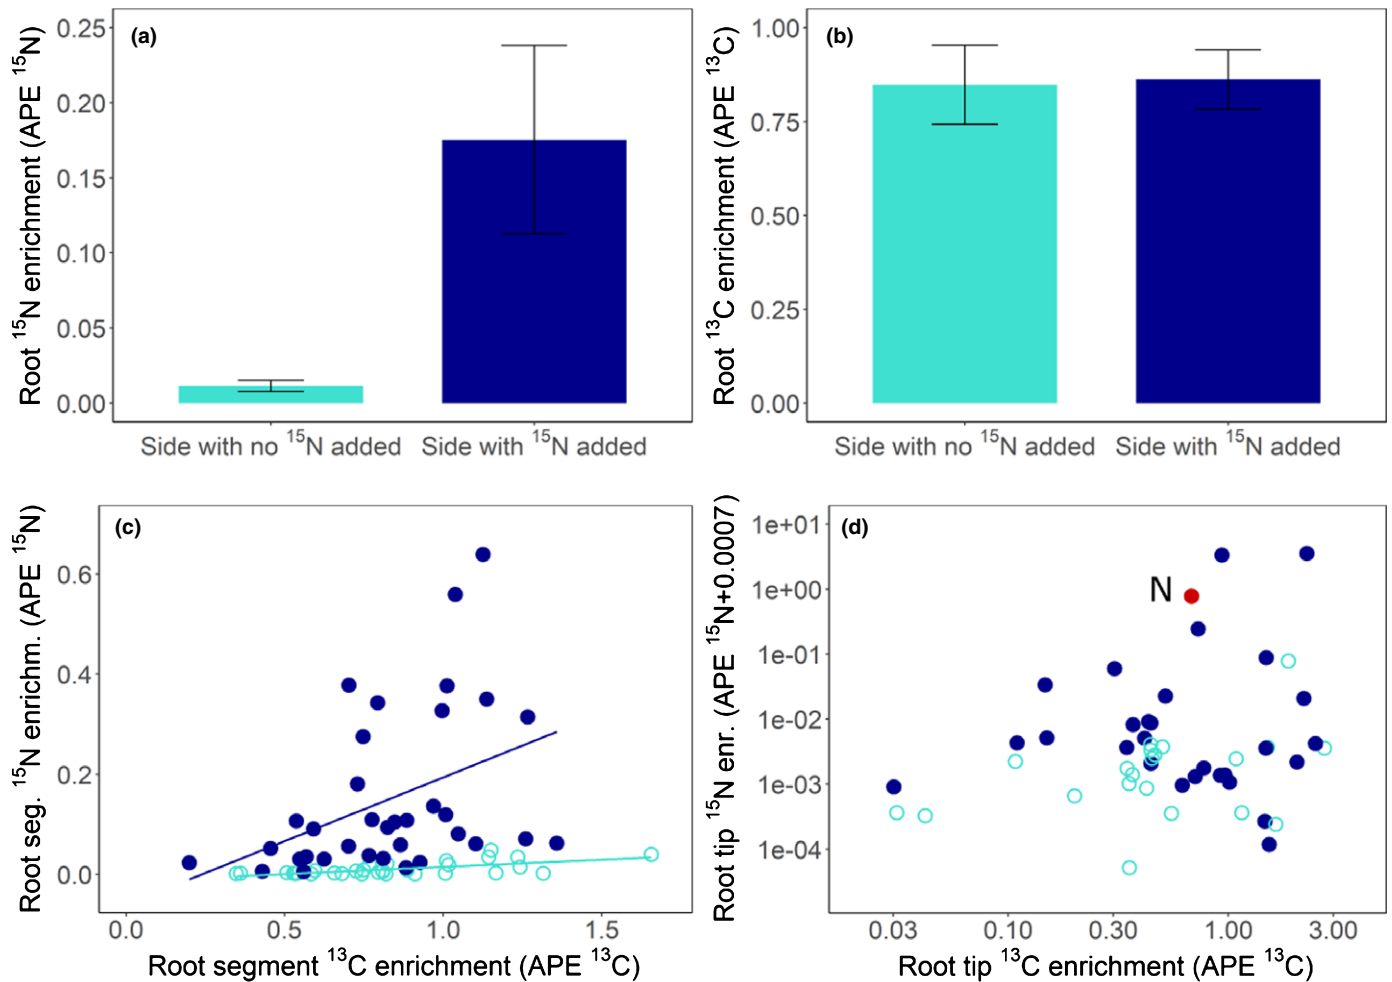 (a)
Root ¹⁵N enrichment (APE ¹⁵N)
0.25
0.20
0.15
0.10
0.05
0.00
Side with no ¹⁵N added
Side with ¹⁵N added
(b)
Root ¹³C enrichment (APE ¹³C)
1.00
0.75
0.50
0.25
0.00
Side with no ¹⁵N added
Side with ¹⁵N added
(c)
Root seg. ¹⁵N enrichm. (APE ¹⁵N)
0.6
0.4
0.2
0.0
0.0
0.5
1.0
1.5
Root segment ¹³C enrichment (APE ¹³C)
(d)
Root tip ¹⁵N enr. (APE ¹⁵N+0.0007)
1e+01
1e+00
1e-01
1e-02
1e-03
1e-04
N
0.03
0.10
0.30
1.00
3.00
Root tip ¹³C enrichment (APE ¹³C)